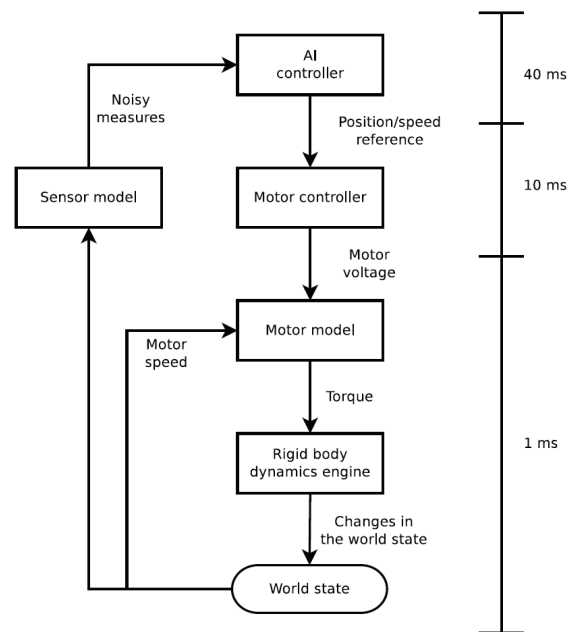 AI
controller
40 ms
Noisy
measures
Position/speed
reference
Sensor model
Motor controller
10 ms
Motor
voltage
Motor model
Motor
speed
Torque
Rigid body
dynamics engine
1 ms
Changes in
the world state
World state